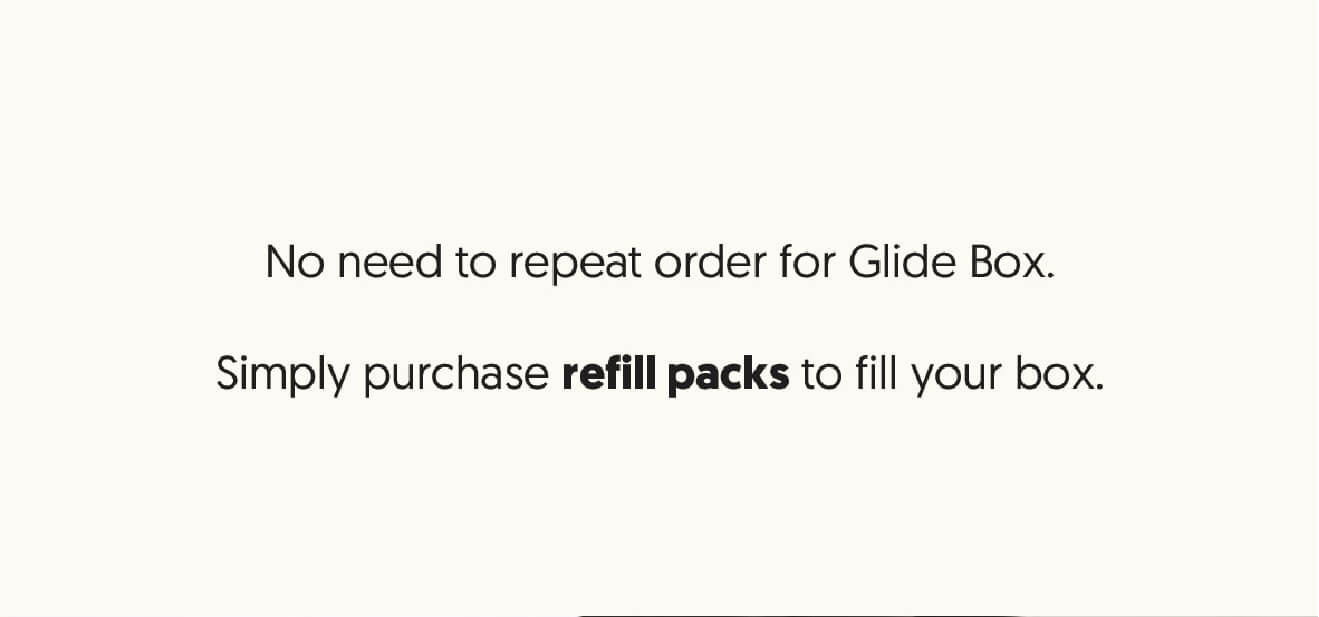 No need to repeat order for Glide Box.
Simply purchase refill packs to fill your box.